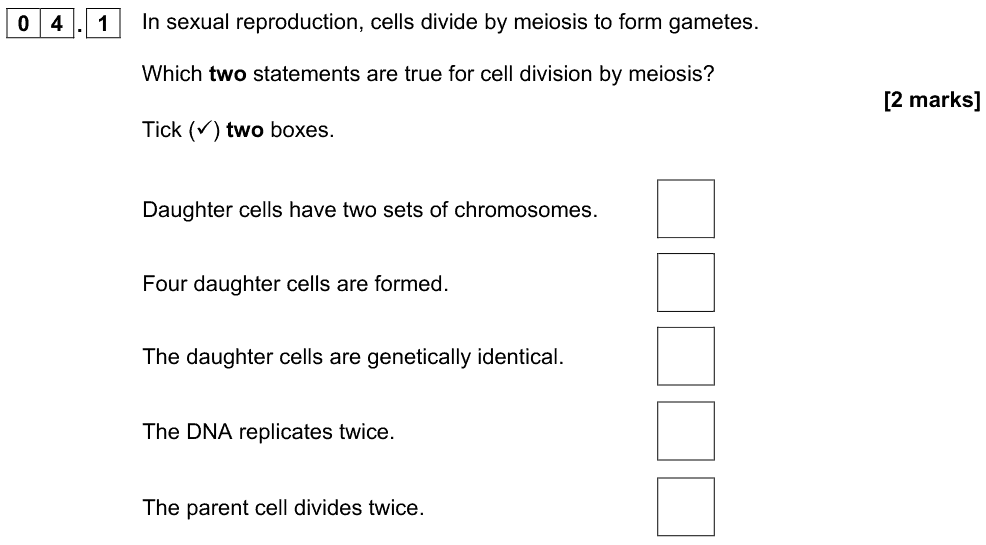 0 4 . 1 In sexual reproduction, cells divide by meiosis to form gametes.
Which two statements are true for cell division by meiosis?
[2 marks]
Tick (✓) two boxes.
Daughter cells have two sets of chromosomes.
Four daughter cells are formed.
The daughter cells are genetically identical.
The DNA replicates twice.
The parent cell divides twice.